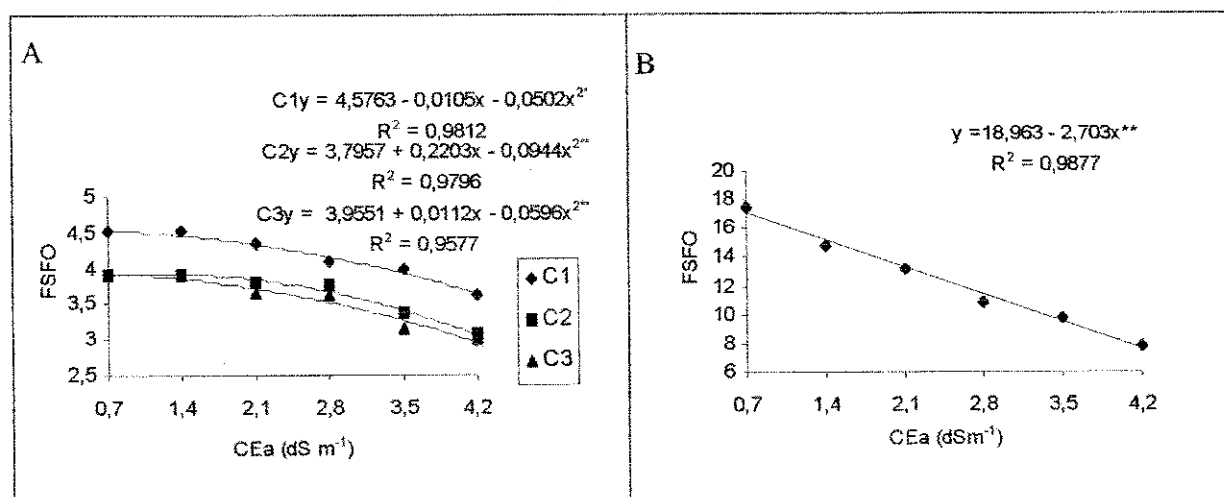 A
C1y = 4,5763 - 0,0105x - 0,0502x²*
R² = 0,9812
C2y = 3,7957 + 0,2203x - 0,0944x²**
R² = 0,9796
C3y = 3,9551 + 0,0112x - 0,0596x²**
R² = 0,9577
5
4,5
4
3,5
3
2,5
FSFO
0,7 1,4 2,1 2,8 3,5 4,2
CEa (dS m⁻¹)
C1
C2
C3
B
y =18,963 - 2,703x**
R² = 0,9877
20
18
16
14
12
10
8
6
FSFO
0,7 1,4 2,1 2,8 3,5 4,2
CEa (dSm⁻¹)